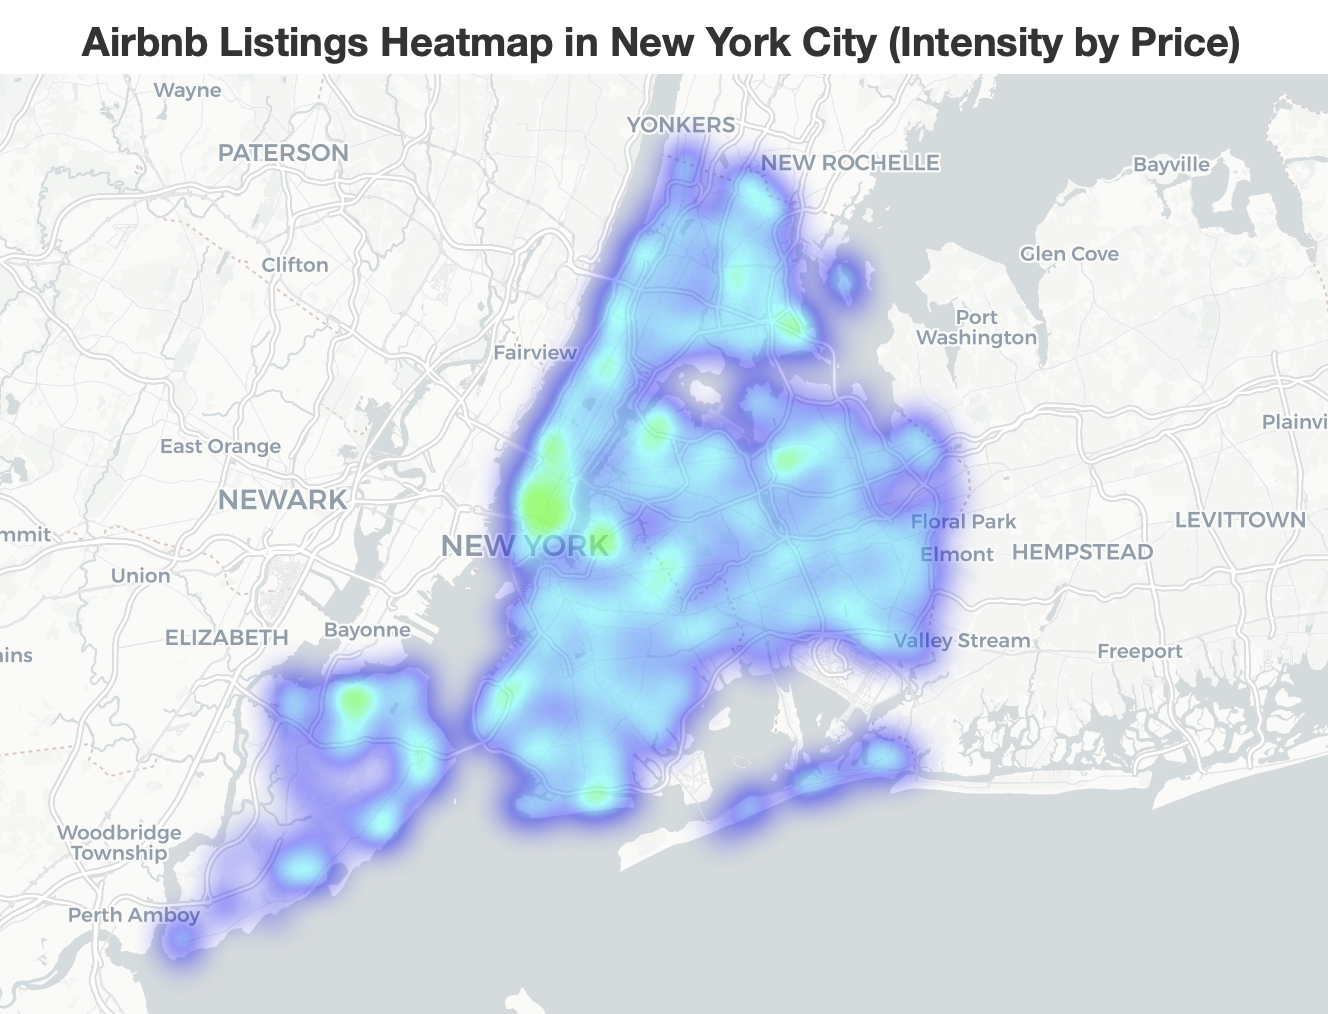 Airbnb Listings Heatmap in New York City (Intensity by Price)
Wayne
YONKERS
PATERSON
NEW ROCHELLE
Bayville
Glen Cove
Clifton
Port
Washington
Fairview
Plainvi
East Orange
NEWARK
mmit
Floral Park
LEVITTOWN
NEW YORK
Elmont
HEMPSTEAD
Union
ELIZABETH
Bayonne
Valley Stream
Freeport
ins
Woodbridge
Township
Perth Amboy